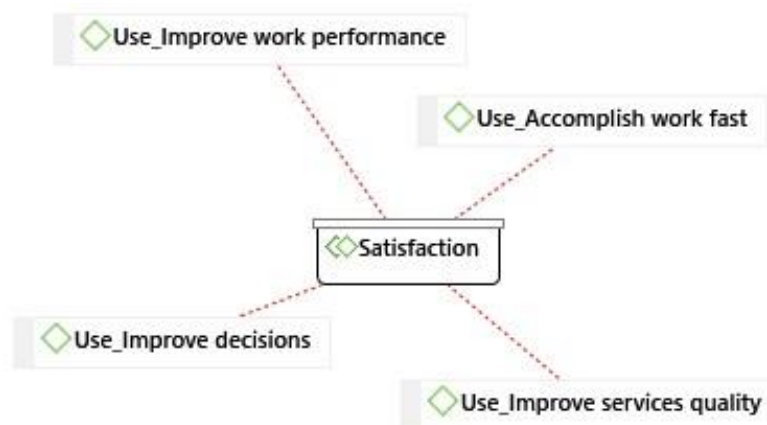 Use_Improve work performance
Use_Accomplish work fast
Satisfaction
Use_Improve decisions
Use_Improve services quality